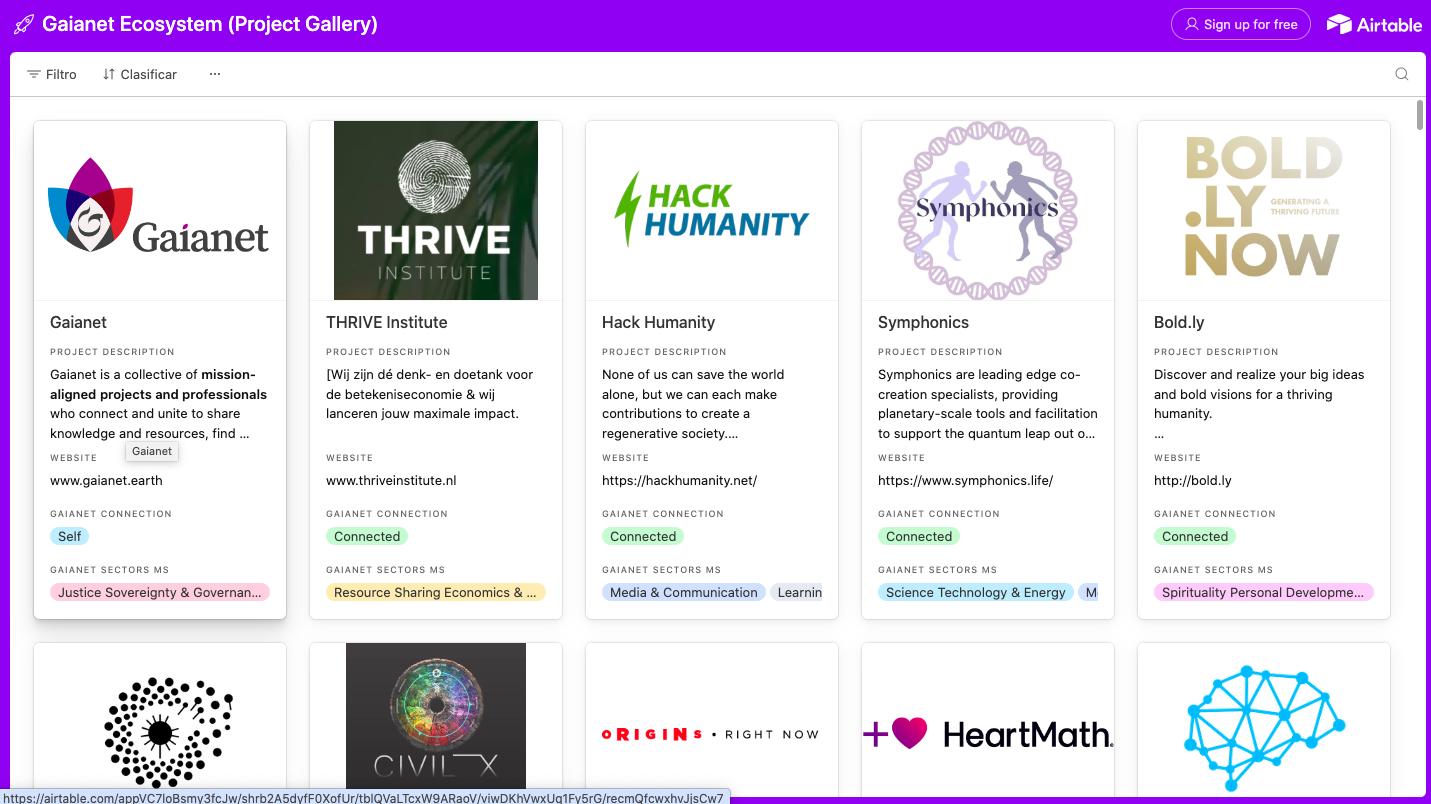 Gaianet Ecosystem (Project Gallery)
Sign up for free
Airtable
Filtro
Clasificar
...
Gaianet
THRIVE
INSTITUTE
HACK
HUMANITY
Symphonics
BOLD
.LY
GENERATING A
THRIVING FUTURE
NOW
Gaianet
PROJECT DESCRIPTION
Gaianet is a collective of mission-
aligned projects and professionals
who connect and unite to share
knowledge and resources, find ...
Gaianet
WEBSITE
www.gaianet.earth
GAIANET CONNECTION
Self
GAIANET SECTORS MS
Justice Sovereignty & Governan...
THRIVE Institute
PROJECT DESCRIPTION
[Wij zijn dé denk- en doetank voor
de betekeniseconomie & wij
lanceren jouw maximale impact.
WEBSITE
www.thriveinstitute.nl
GAIANET CONNECTION
Connected
GAIANET SECTORS MS
Resource Sharing Economics & ...
Hack Humanity
PROJECT DESCRIPTION
None of us can save the world
alone, but we can each make
contributions to create a
regenerative society....
WEBSITE
https://hackhumanity.net/
GAIANET CONNECTION
Connected
GAIANET SECTORS MS
Media & Communication Learnin
Symphonics
PROJECT DESCRIPTION
Symphonics are leading edge co-
creation specialists, providing
planetary-scale tools and facilitation
to support the quantum leap out o...
WEBSITE
https://www.symphonics.life/
GAIANET CONNECTION
Connected
GAIANET SECTORS MS
Science Technology & Energy M
Bold.ly
PROJECT DESCRIPTION
Discover and realize your big ideas
and bold visions for a thriving
humanity.
...
WEBSITE
http://bold.ly
GAIANET CONNECTION
Connected
GAIANET SECTORS MS
Spirituality Personal Developme...
CIVILIZX
ORIGINS • RIGHT NOW
HeartMath
https://airtable.com/appVC7loBsmy3fcJw/shrb2A5dyfF0XofUr/tblQVaLTcxW9ARaoV/viwDKhVwxUq1Fy5rG/recmQfcwxhvJjsCw7